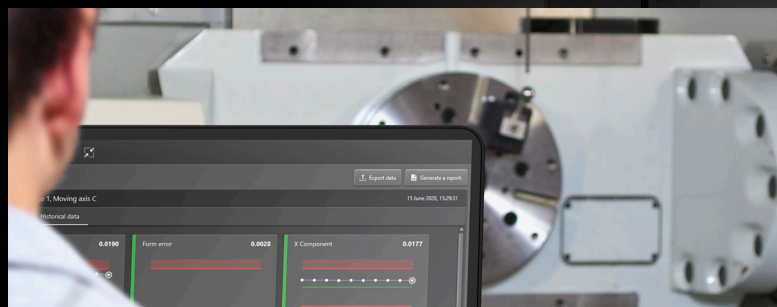 Export data
Generate a report.
1, Moving axis C
15 June 2020, 15:29:31
Historical data
0.0190
Form error
0.0028
X Component
0.0177